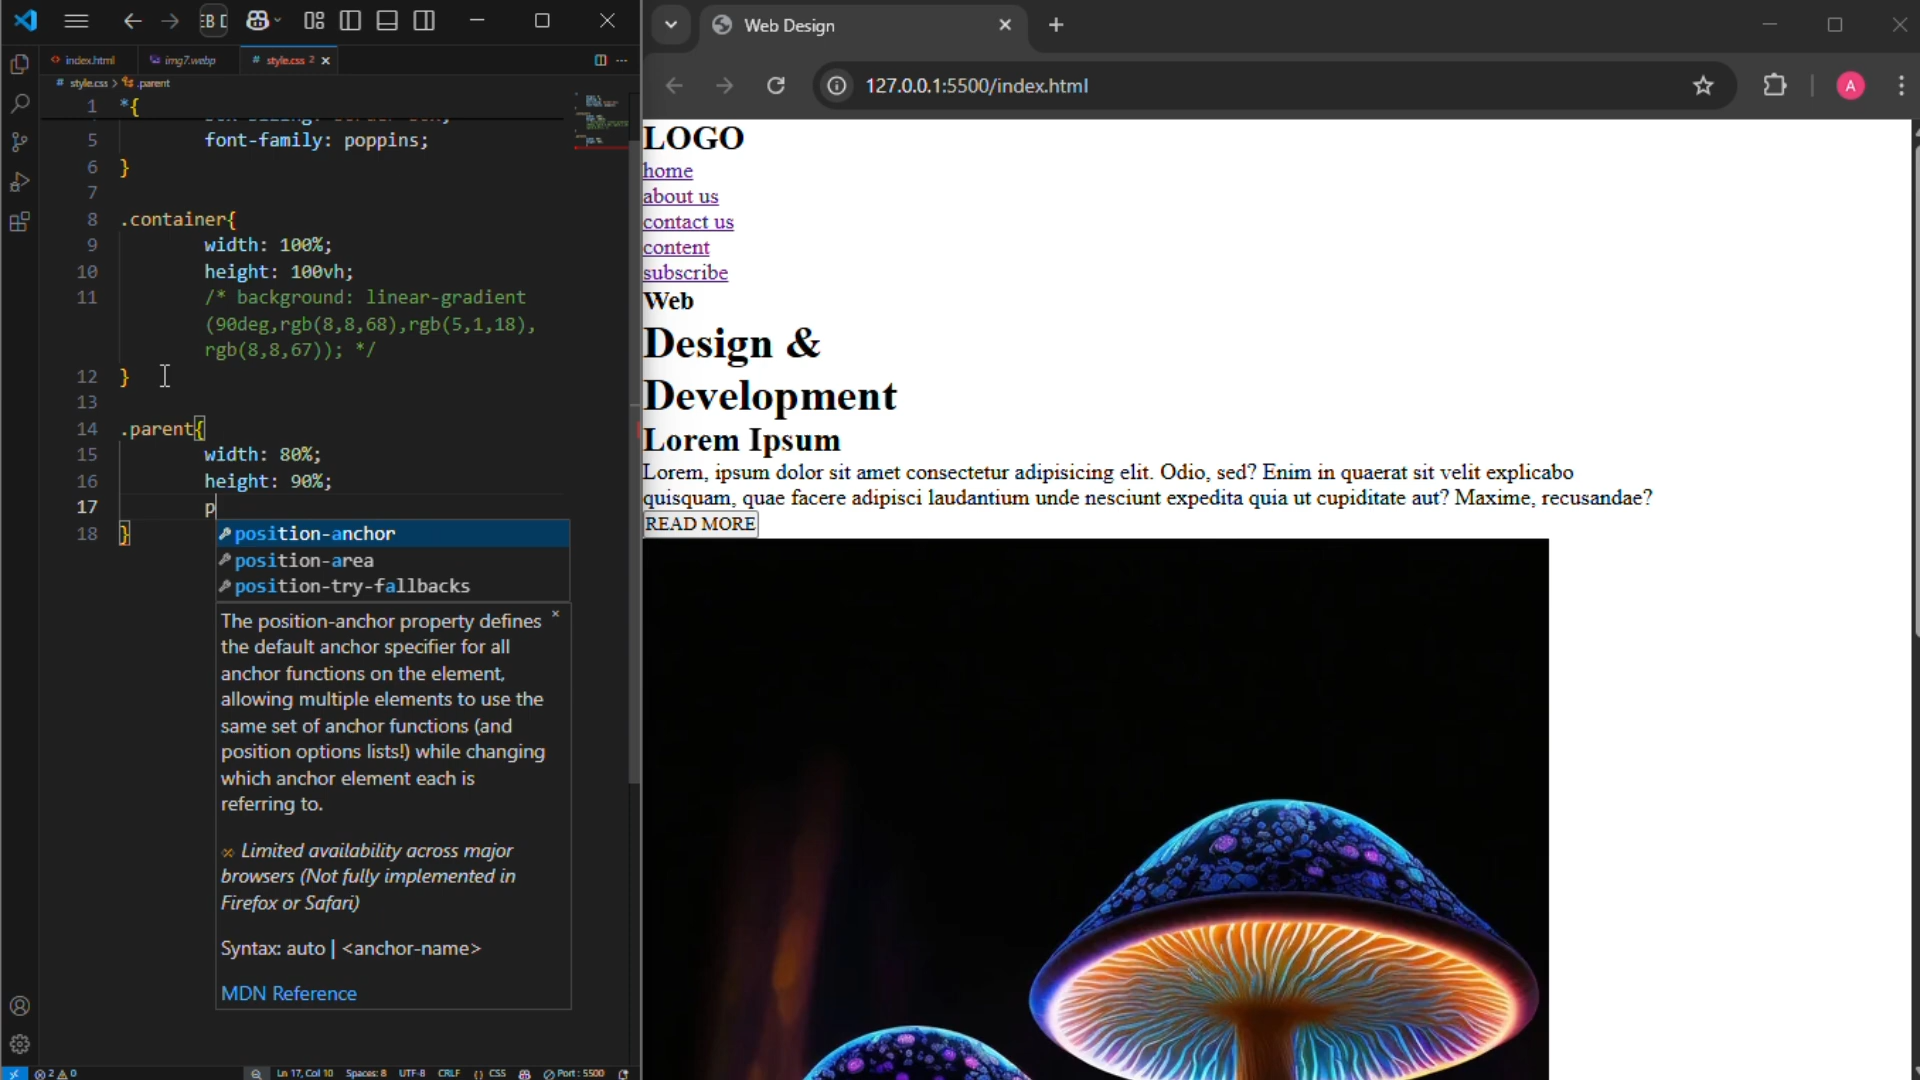 EB D
index.html
img7.webp
# style.css 2
# style.css > .parent
1 *{
5 font-family: poppins;
6 }
7
8 .container{
9 width: 100%;
10 height: 100vh;
11 /* background: linear-gradient
(90deg,rgb(8,8,68),rgb(5,1,18),
rgb(8,8,67)); */
12 }
13
14 .parent{
15 width: 80%;
16 height: 90%;
17 p
18 }
position-anchor
position-area
position-try-fallbacks
The position-anchor property defines
the default anchor specifier for all
anchor functions on the element,
allowing multiple elements to use the
same set of anchor functions (and
position options lists!) while changing
which anchor element each is
referring to.
Limited availability across major
browsers (Not fully implemented in
Firefox or Safari)
Syntax: auto | <anchor-name>
MDN Reference
2 0 Ln 17, Col 10 Spaces: 8 UTF-8 CRLF {} CSS Port : 5500
Web Design
127.0.0.1:5500/index.html
A
LOGO
home
about us
contact us
content
subscribe
Web
Design &
Development
Lorem Ipsum
Lorem, ipsum dolor sit amet consectetur adipisicing elit. Odio, sed? Enim in quaerat sit velit explicabo
quisquam, quae facere adipisci laudantium unde nesciunt expedita quia ut cupiditate aut? Maxime, recusandae?
READ MORE